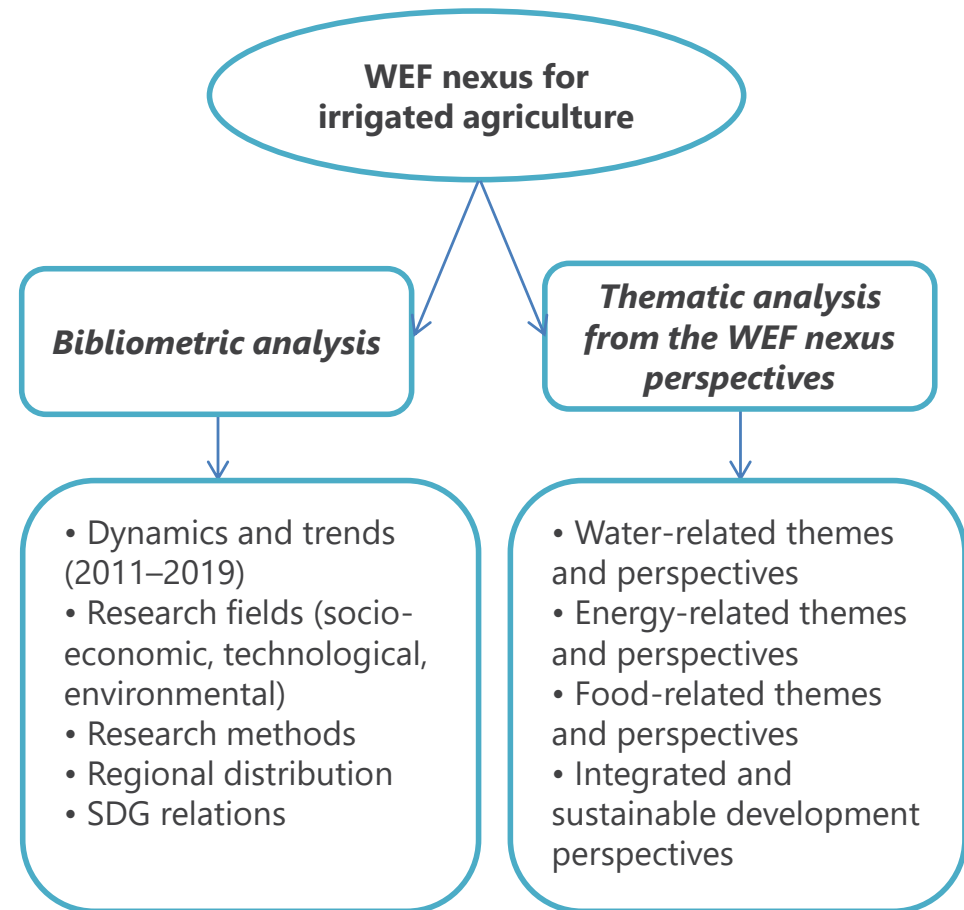 WEF nexus for
irrigated agriculture
Bibliometric analysis
Thematic analysis
from the WEF nexus
perspectives
• Dynamics and trends
(2011–2019)
• Research fields (socio-
economic, technological,
environmental)
• Research methods
• Regional distribution
• SDG relations
• Water-related themes
and perspectives
• Energy-related themes
and perspectives
• Food-related themes
and perspectives
• Integrated and
sustainable development
perspectives